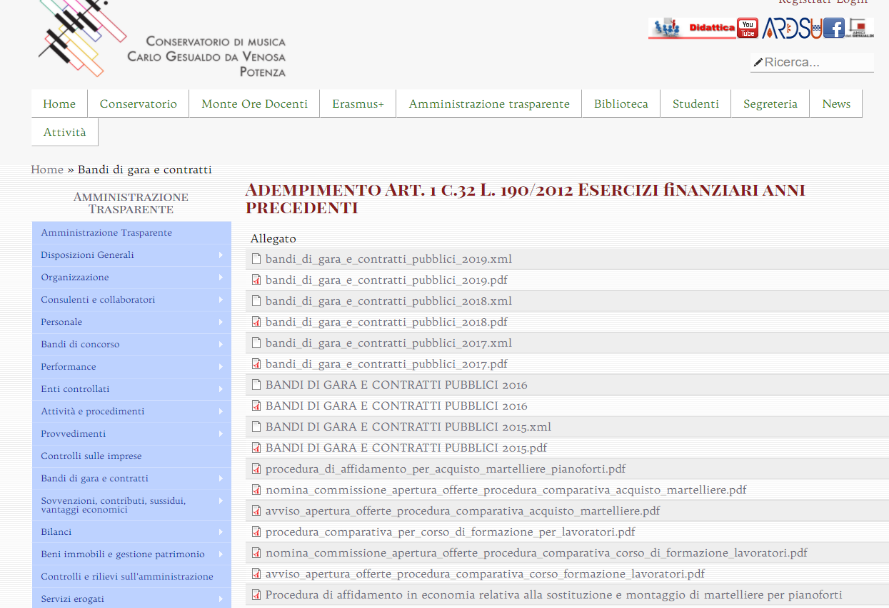 Registrati Login
Conservatorio di musica
Carlo Gesualdo da Venosa
Potenza
Didattica
You
Tube
ARDSU
f
Ricerca...
Home
Conservatorio
Monte Ore Docenti
Erasmus+
Amministrazione trasparente
Biblioteca
Studenti
Segreteria
News
Attività
Home » Bandi di gara e contratti
Amministrazione
Trasparente
Amministrazione Trasparente
Disposizioni Generali
Organizzazione
Consulenti e collaboratori
Personale
Bandi di concorso
Performance
Enti controllati
Attività e procedimenti
Provvedimenti
Controlli sulle imprese
Bandi di gara e contratti
Sovvenzioni, contributi, sussidui,
vantaggi economici
Bilanci
Beni immobili e gestione patrimonio
Controlli e rilievi sull'amministrazione
Servizi erogati
Adempimento Art. 1 c.32 L. 190/2012 Esercizi finanziari anni
precedenti
Allegato
bandi_di_gara_e_contratti_pubblici_2019.xml
bandi_di_gara_e_contratti_pubblici_2019.pdf
bandi_di_gara_e_contratti_pubblici_2018.xml
bandi_di_gara_e_contratti_pubblici_2018.pdf
bandi_di_gara_e_contratti_pubblici_2017.xml
bandi_di_gara_e_contratti_pubblici_2017.pdf
BANDI DI GARA E CONTRATTI PUBBLICI 2016
BANDI DI GARA E CONTRATTI PUBBLICI 2016
BANDI DI GARA E CONTRATTI PUBBLICI 2015.xml
BANDI DI GARA E CONTRATTI PUBBLICI 2015.pdf
procedura_di_affidamento_per_acquisto_martelliere_pianoforti.pdf
nomina_commissione_apertura_offerte_procedura_comparativa_acquisto_martelliere.pdf
avviso_apertura_offerte_procedura_comparativa_acquisto_martelliere.pdf
procedura_comparativa_per_corso_di_formazione_per_lavoratori.pdf
nomina_commissione_apertura_offerte_procedura_comparativa_corso_di_formazione_lavoratori.pdf
avviso_apertura_offerte_procedura_comparativa_corso_formazione_lavoratori.pdf
Procedura di affidamento in economia relativa alla sostituzione e montaggio di martelliere per pianoforti